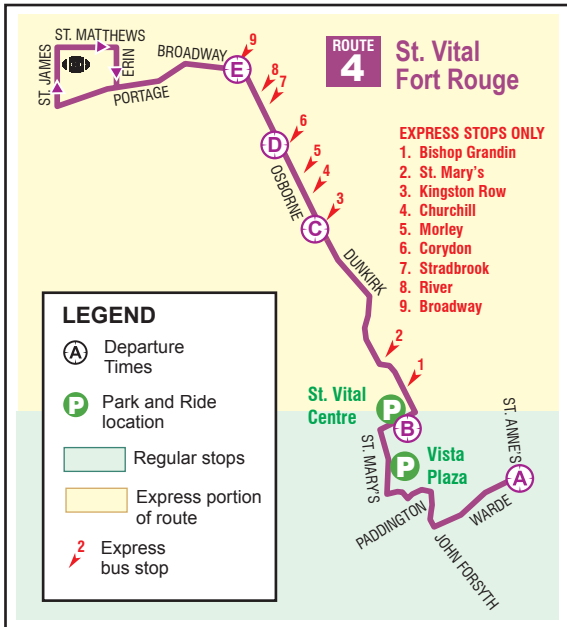 ST. MATTHEWS
ST. JAMES
ERIN
PORTAGE
BROADWAY
9
E
8
7
D
6
5
4
OSBORNE
3
C
DUNKIRK
2
1
ROUTE
4
St. Vital
Fort Rouge
EXPRESS STOPS ONLY
1. Bishop Grandin
2. St. Mary's
3. Kingston Row
4. Churchill
5. Morley
6. Corydon
7. Stradbrook
8. River
9. Broadway
St. Vital
Centre
P
B
ST. MARY'S
P
Vista
Plaza
ST. ANNE'S
A
WARDE
PADDINGTON
JOHN FORSYTH
LEGEND
A Departure
Times
P Park and Ride
location
Regular stops
Express portion
of route
2 Express
bus stop